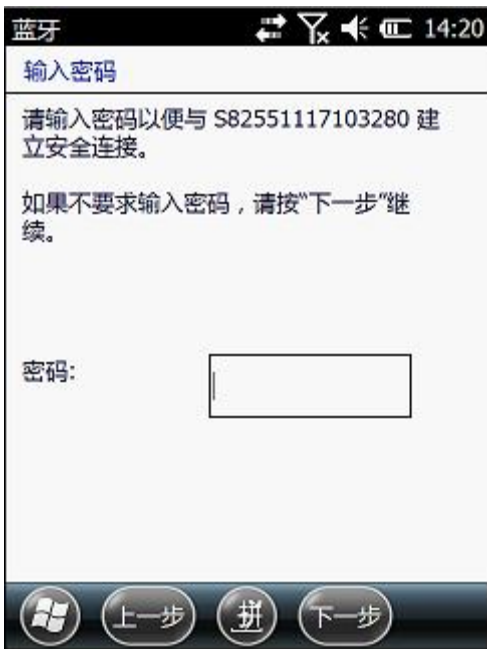 蓝牙 14:20
输入密码
请输入密码以便与 S82551117103280 建
立安全连接。
如果不要求输入密码，请按“下一步”继
续。
密码:
上一步 拼 下一步